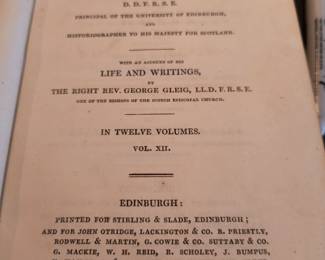 D. D. F. R. S. E.
PRINCIPAL OF THE UNIVERSITY OF EDINBURGH,
AND
HISTORIOGRAPHER TO HIS MAJESTY FOR SCOTLAND.
WITH AN ACCOUNT OF HIS
LIFE AND WRITINGS,
BY
THE RIGHT REV. GEORGE GLEIG, LL.D. F.R.S.E.
ONE OF THE BISHOPS OF THE SCOTCH EPISCOPAL CHURCH.
IN TWELVE VOLUMES.
VOL. XII.
EDINBURGH:
PRINTED FOR STIRLING & SLADE, EDINBURGH;
AND FOR JOHN OTRIDGE, LACKINGTON & CO. R. PRIESTLY,
RODWELL & MARTIN, G. COWIE & CO. SUTTABY & CO.
G. MACKIE, W. H. REID, R. SCHOLEY, J. BUMPUS,